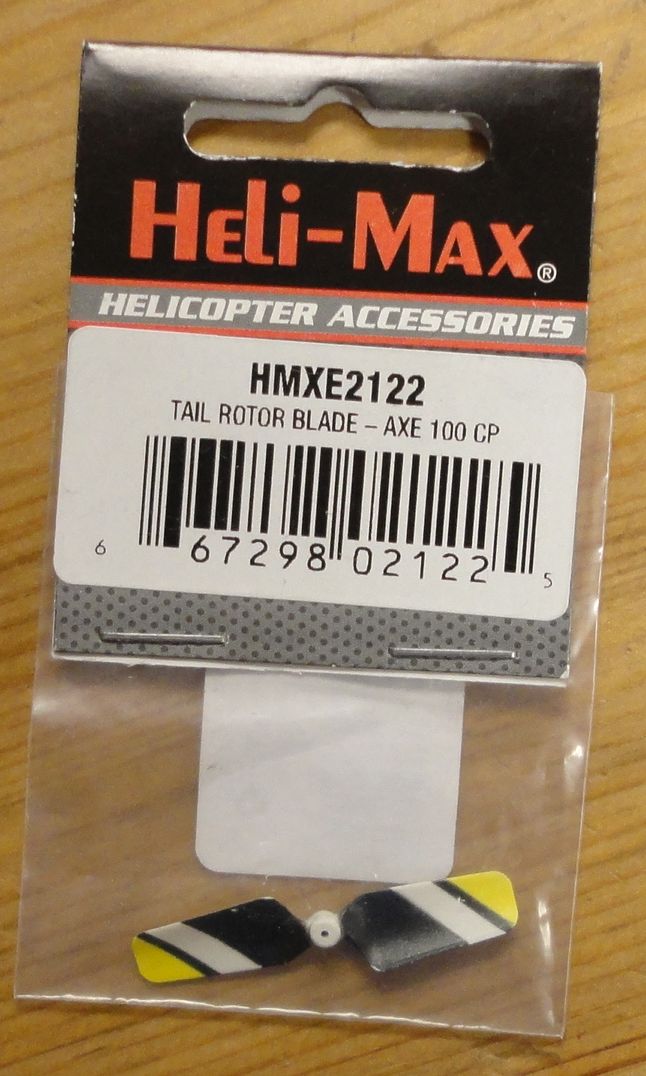 Heli-Max®
HELICOPTER ACCESSORIES
HMXE2122
TAIL ROTOR BLADE – AXE 100 CP
6 67298 02122 5